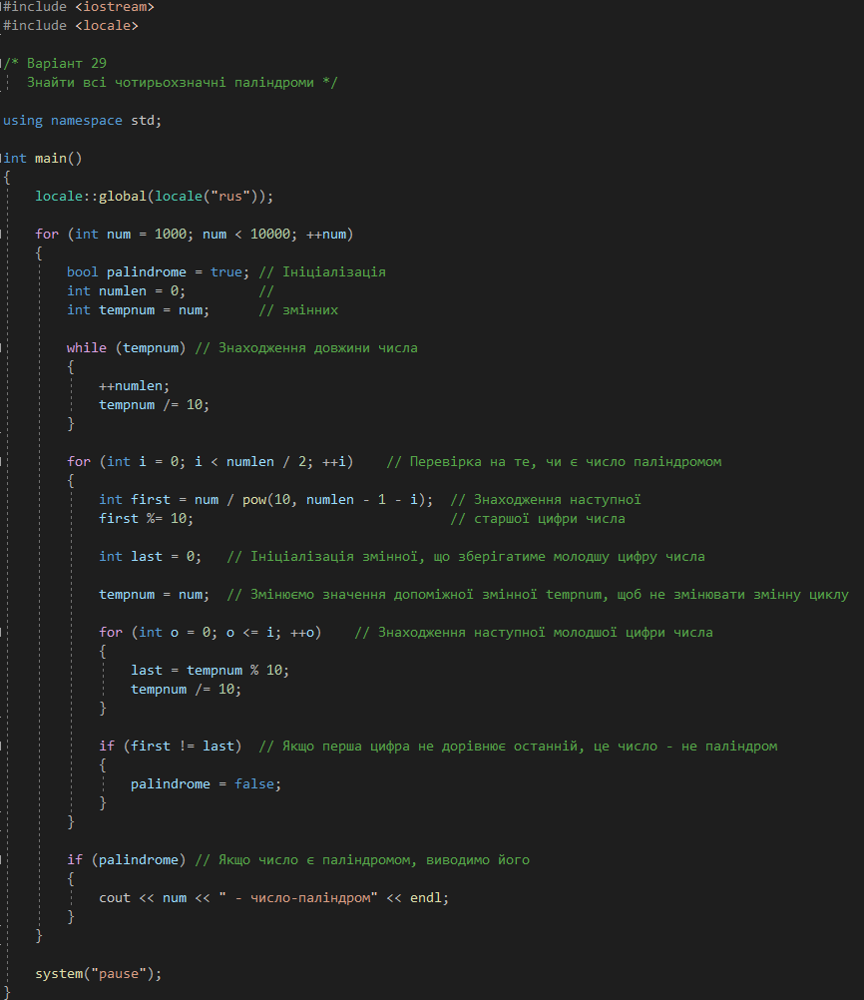 #include <iostream>
#include <locale>
/* Варіант 29
Знайти всі чотирьохзначні паліндроми */
using namespace std;
int main()
{
locale::global(locale("rus"));
for (int num = 1000; num < 10000; ++num)
{
bool palindrome = true; // Ініціалізація
int numlen = 0; //
int tempnum = num; // змінних
while (tempnum) // Знаходження довжини числа
{
++numlen;
tempnum /= 10;
}
for (int i = 0; i < numlen / 2; ++i) // Перевірка на те, чи є число паліндромом
{
int first = num / pow(10, numlen - 1 - i); // Знаходження наступної
first %= 10; // старшої цифри числа
int last = 0; // Ініціалізація змінної, що зберігатиме молодшу цифру числа
tempnum = num; // Змінюємо значення допоміжної змінної tempnum, щоб не змінювати змінну циклу
for (int o = 0; o <= i; ++o) // Знаходження наступної молодшої цифри числа
{
last = tempnum % 10;
tempnum /= 10;
}
if (first != last) // Якщо перша цифра не дорівнює останній, це число - не паліндром
{
palindrome = false;
}
}
if (palindrome) // Якщо число є паліндромом, виводимо його
{
cout << num << " - число-паліндром" << endl;
}
}
system("pause");
}